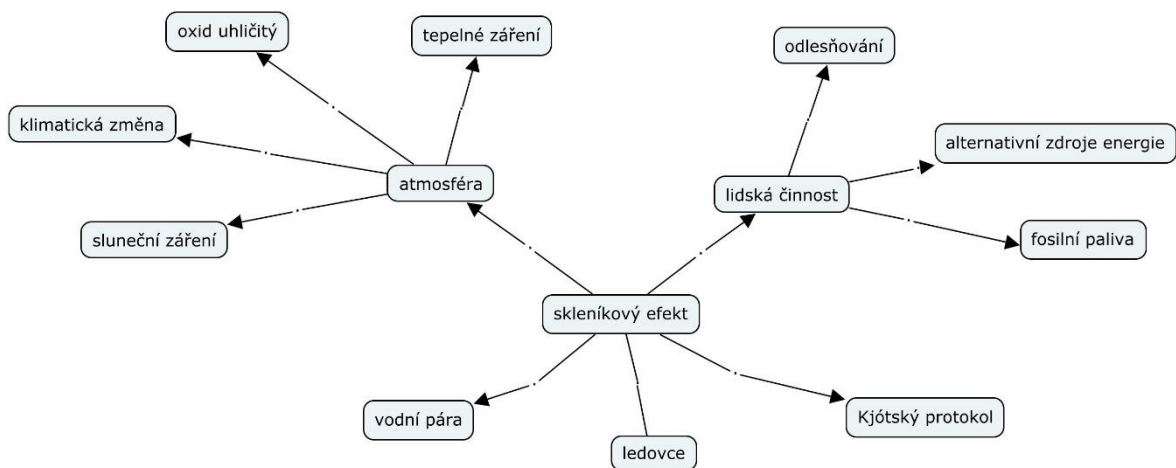 oxid uhličitý
tepelné záření
odlesňování
klimatická změna
alternativní zdroje energie
atmosféra
lidská činnost
sluneční záření
fosilní paliva
skleníkový efekt
vodní pára
Kjótský protokol
ledovce